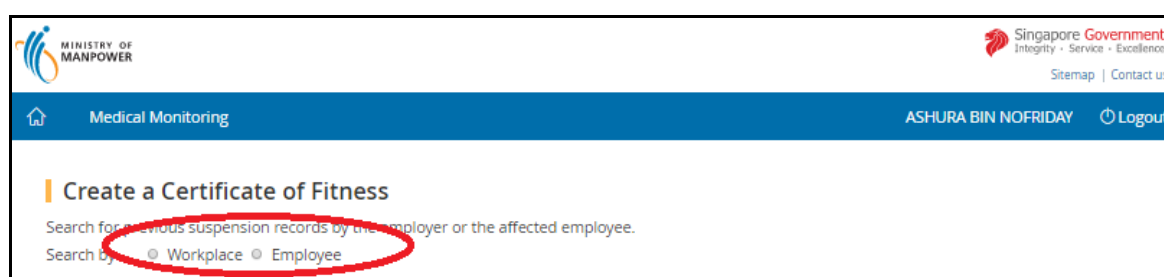 MINISTRY OF
MANPOWER
Singapore Government
Integrity · Service · Excellence
Sitemap | Contact us
Medical Monitoring
ASHURA BIN NOFRIDAY
Logout
Create a Certificate of Fitness
Search for previous suspension records by the employer or the affected employee.
Search by Workplace Employee